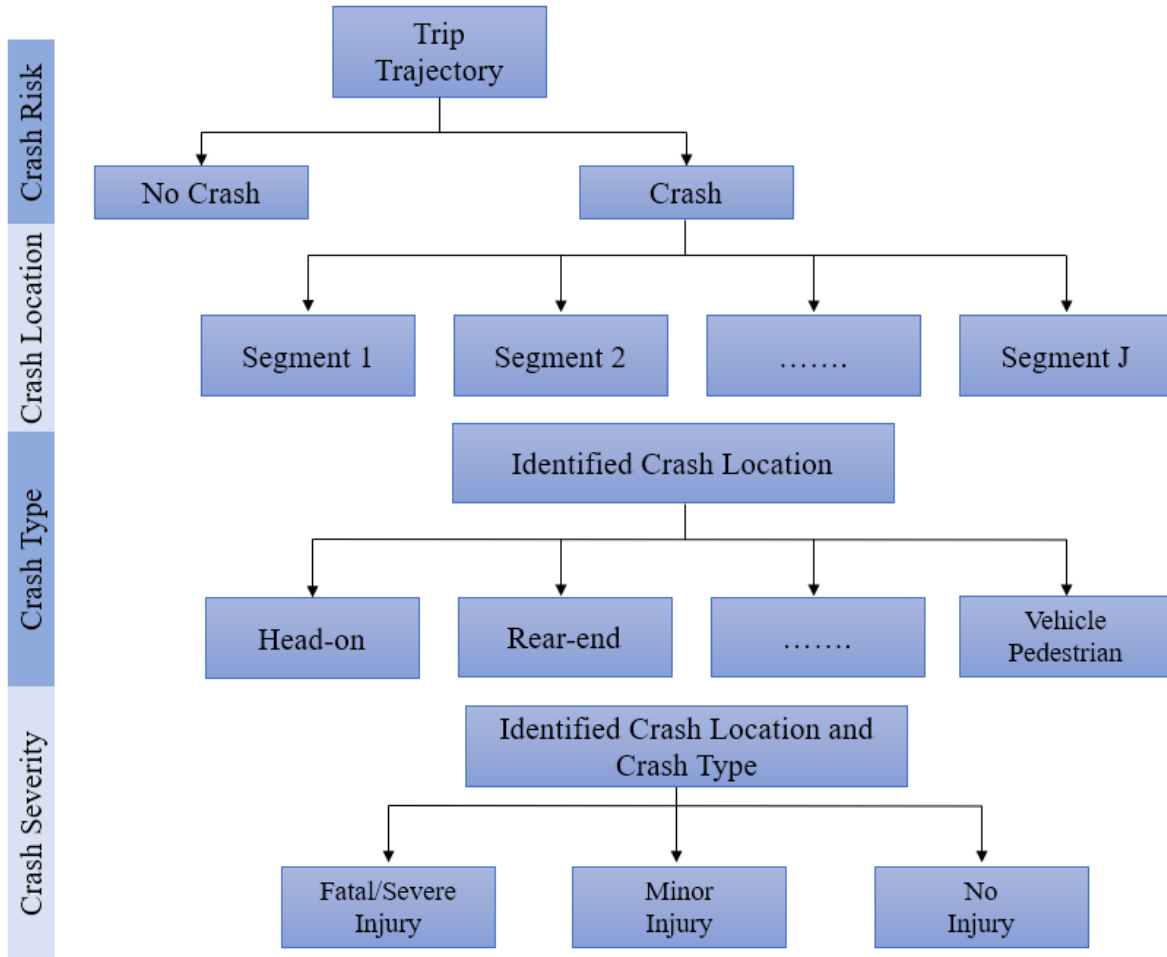 Crash Risk
Trip
Trajectory
No Crash
Crash
Crash Location
Segment 1
Segment 2
.......
Segment J
Crash Type
Identified Crash Location
Head-on
Rear-end
.......
Vehicle
Pedestrian
Crash Severity
Identified Crash Location and
Crash Type
Fatal/Severe
Injury
Minor
Injury
No
Injury